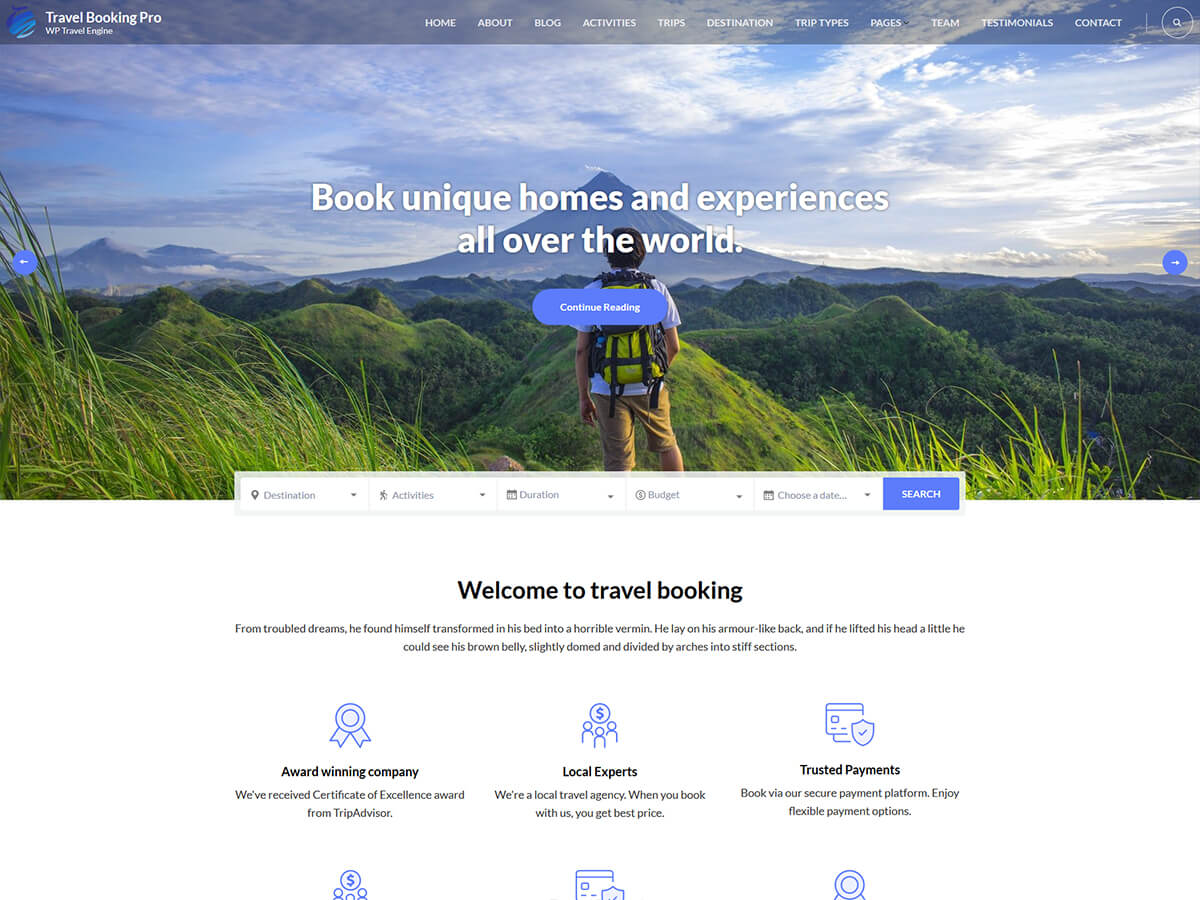 Travel Booking Pro
WP Travel Engine
HOME ABOUT BLOG ACTIVITIES TRIPS DESTINATION TRIP TYPES PAGES TEAM TESTIMONIALS CONTACT
Book unique homes and experiences
all over the world.
Continue Reading
Destination Activities Duration Budget Choose a date... SEARCH
Welcome to travel booking
From troubled dreams, he found himself transformed in his bed into a horrible vermin. He lay on his armour-like back, and if he lifted his head a little he
could see his brown belly, slightly domed and divided by arches into stiff sections.
Award winning company
We've received Certificate of Excellence award
from TripAdvisor.
Local Experts
We're a local travel agency. When you book
with us, you get best price.
Trusted Payments
Book via our secure payment platform. Enjoy
flexible payment options.